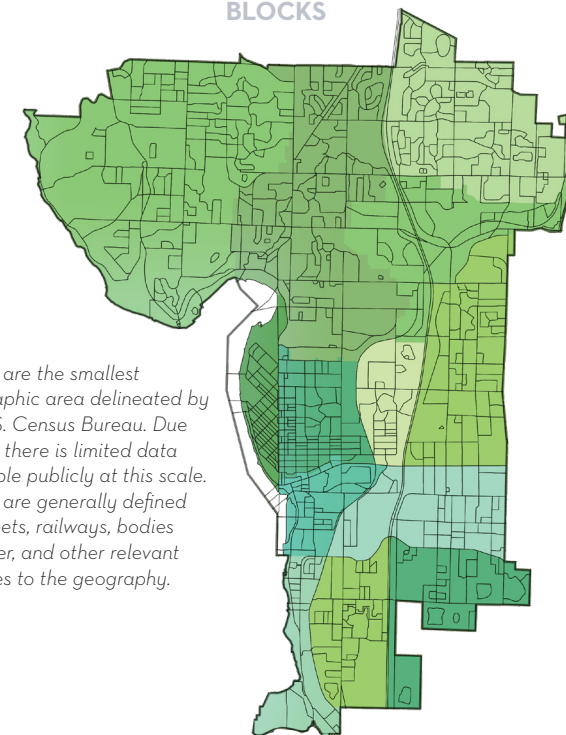 BLOCKS
are the smallest
aphic area delineated by
S. Census Bureau. Due
there is limited data
ble publicly at this scale.
are generally defined
eets, railways, bodies
er, and other relevant
es to the geography.